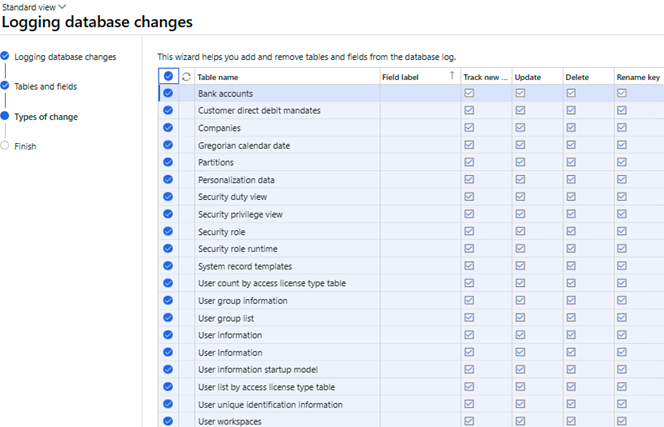 Standard view
Logging database changes
Logging database changes
Tables and fields
Types of change
Finish
This wizard helps you add and remove tables and fields from the database log.
Table name Field label Track new ... Update Delete Rename key
Bank accounts
Customer direct debit mandates
Companies
Gregorian calendar date
Partitions
Personalization data
Security duty view
Security privilege view
Security role
Security role runtime
System record templates
User count by access license type table
User group information
User group list
User information
User Information
User information startup model
User list by access license type table
User unique identification information
User workspaces